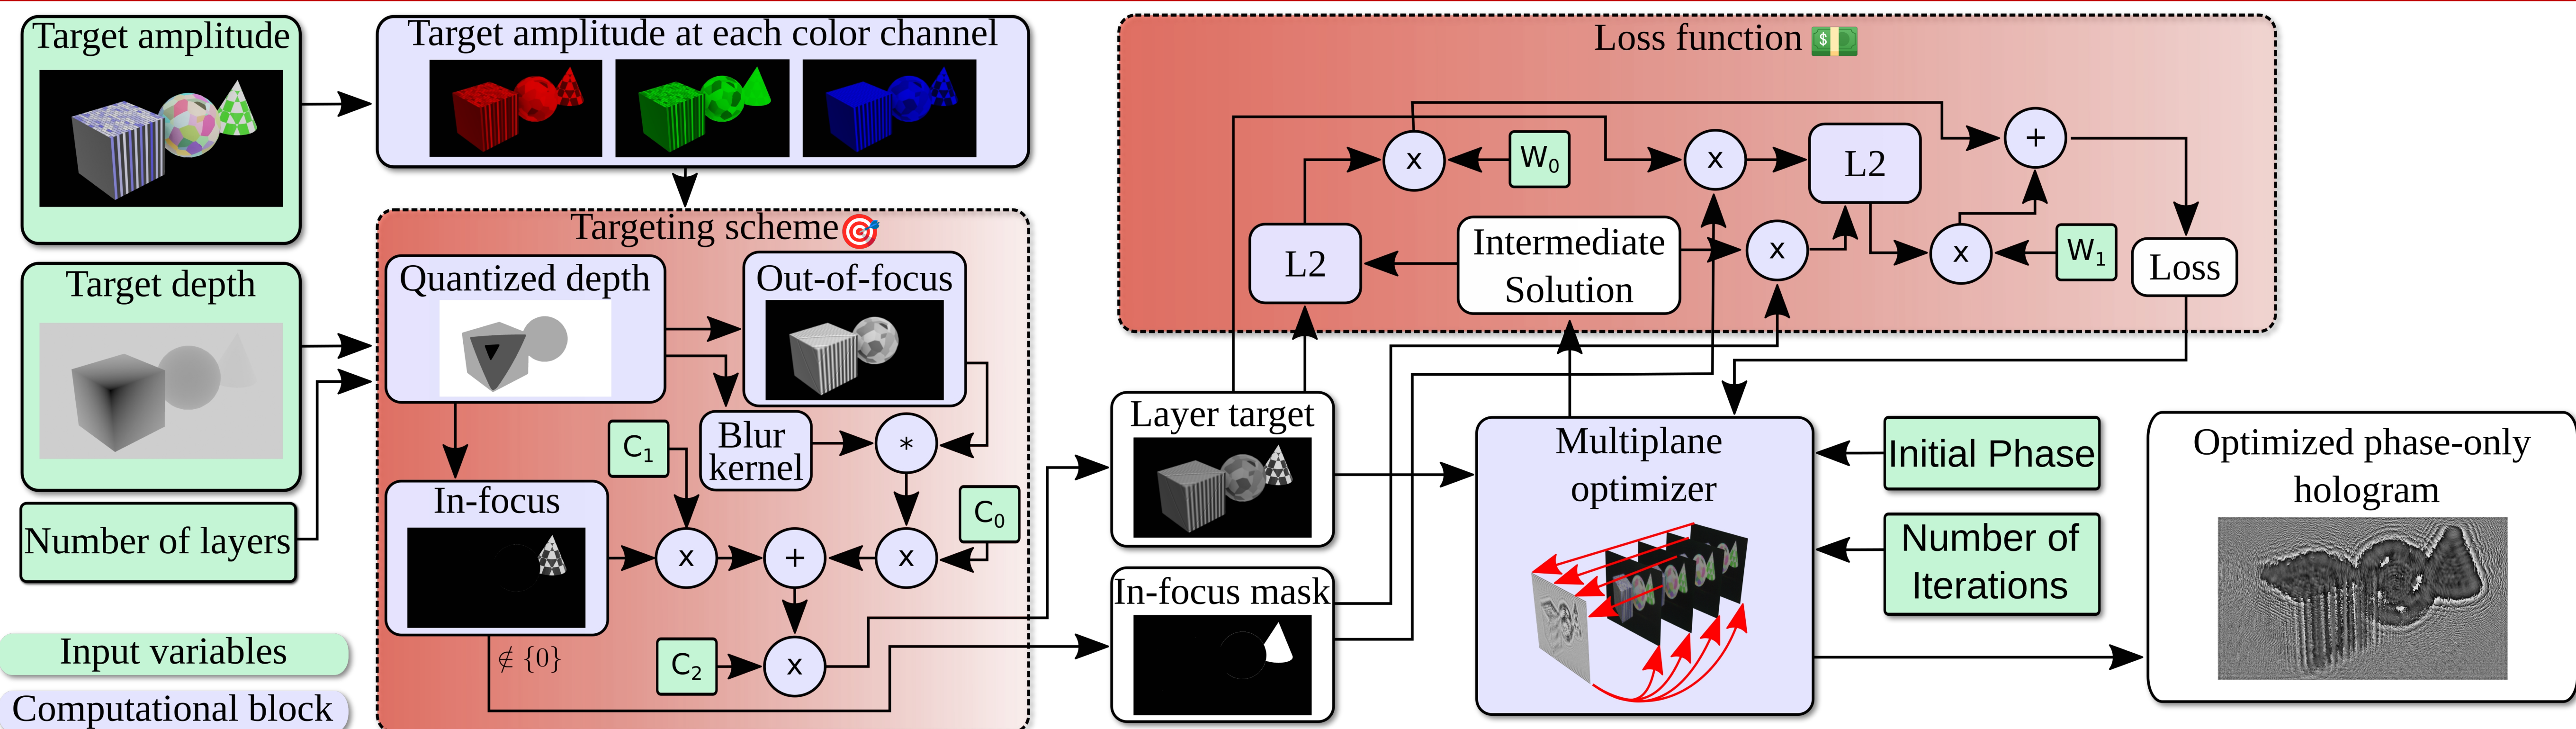 Target amplitude
Target depth
Number of layers
Input variables
Computational block
Target amplitude at each color channel
Targeting scheme
Quantized depth
Out-of-focus
C1
Blur
kernel
*
In-focus
C0
x
+
x
∉ {0}
C2
x
Layer target
In-focus mask
Loss function 💵
$
x
W0
x
L2
+
L2
Intermediate
Solution
x
x
W1
Loss
Multiplane
optimizer
Initial Phase
Number of
Iterations
Optimized phase-only
hologram